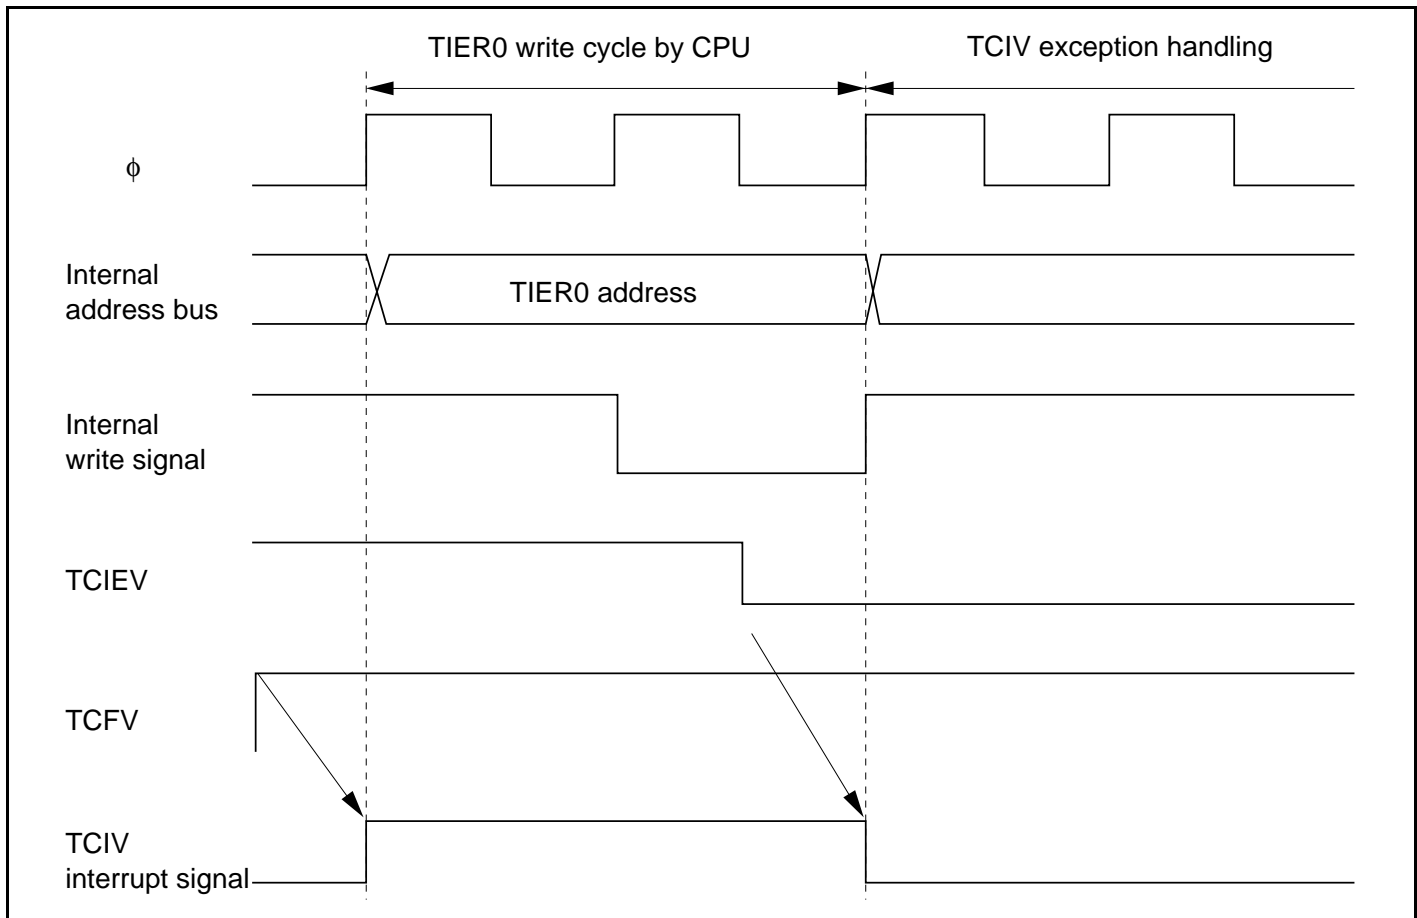 TIER0 write cycle by CPU
TCIV exception handling
ϕ
Internal
address bus
TIER0 address
Internal
write signal
TCIEV
TCFV
TCIV
interrupt signal